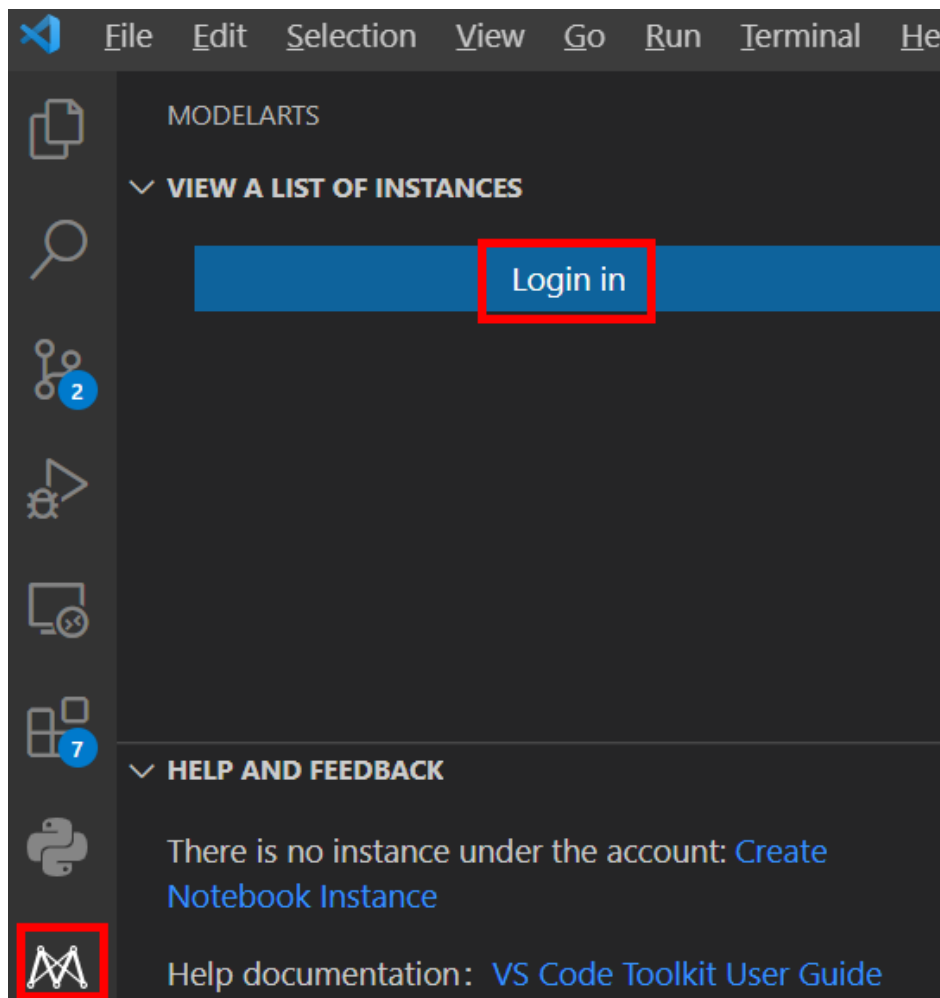 File Edit Selection View Go Run Terminal He
MODELARTS
VIEW A LIST OF INSTANCES
Login in
2
7
HELP AND FEEDBACK
There is no instance under the account: Create
Notebook Instance
Help documentation： VS Code Toolkit User Guide